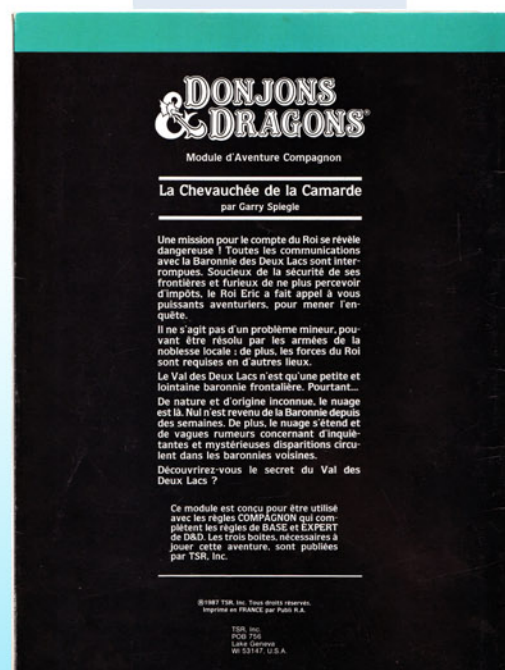 DONJONS
& DRAGONS®
Module d'Aventure Compagnon
La Chevauchée de la Camarde
par Garry Spiegle
Une mission pour le compte du Roi se révèle
dangereuse ! Toutes les communications
avec la Baronnie des Deux Lacs sont inter-
rompues. Soucieux de la sécurité de ses
frontières et furieux de ne plus percevoir
d'impôts, le Roi Eric a fait appel à vous
puissants aventuriers, pour mener l'en-
quête.
Il ne s'agit pas d'un problème mineur, pou-
vant être résolu par les armées de la
noblesse locale ; de plus, les forces du Roi
sont requises en d'autres lieux.
Le Val des Deux Lacs n'est qu'une petite et
lointaine baronnie frontalière. Pourtant...
De nature et d'origine inconnue, le nuage
est là. Nul n'est revenu de la Baronnie depuis
des semaines. De plus, le nuage s'étend et
de vagues rumeurs concernant d'inquié-
tantes et mystérieuses disparitions circu-
lent dans les baronnies voisines.
Découvrirez-vous le secret du Val des
Deux Lacs ?
Ce module est conçu pour être utilisé
avec les règles COMPAGNON qui com-
plètent les règles de BASE et EXPERT
de D&D. Les trois boites, nécessaires à
jouer cette aventure, sont publiées
par TSR, Inc.
©1987 TSR, Inc. Tous droits réservés.
Imprimé en FRANCE par Publi R.A.
TSR, Inc.
POB 756
Lake Geneva
WI 53147, U.S.A.